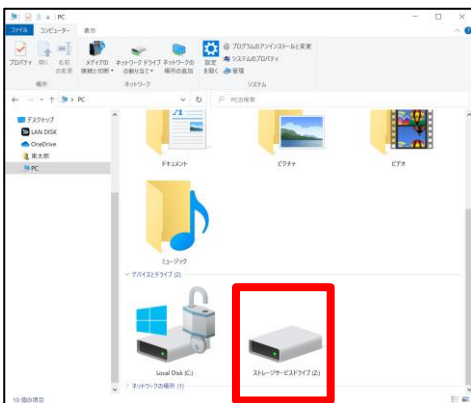 PC
ファイル
コンピューター
表示
プロパティ
開く
名前
の変更
メディアの
接続と切断
ネットワーク ドライブ
の割り当て
ネットワークの
場所の追加
設定
を開く
プログラムのアンインストールと変更
システムのプロパティ
管理
場所
ネットワーク
システム
PC
PCの検索
デスクトップ
LAN DISK
OneDrive
PC
ドキュメント
ピクチャ
ビデオ
ミュージック
デバイスとドライブ (2)
Local Disk (C:)
ストレージサービスドライブ (Z:)
ネットワークの場所 (1)
10 個の項目